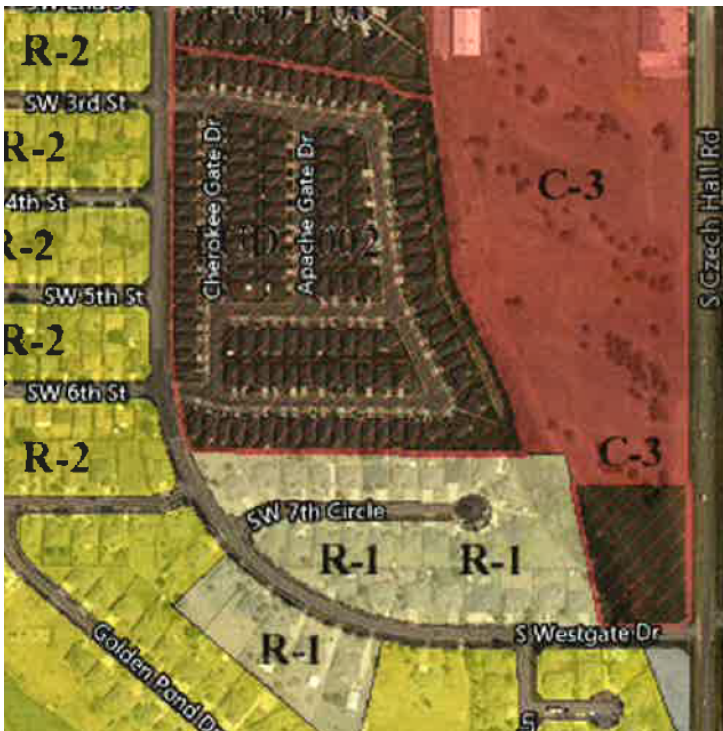 R-2
SW 3rd St
R-2
C-3
Cherokee Gate Dr
Apache Gate Dr
4th St
S Czech Hall Rd
R-2
SW 5th St
R-2
SW 6th St
R-2
C-3
SW 7th Circle
R-1
R-1
S Westgate Dr
R-1
Golden Pond Dr